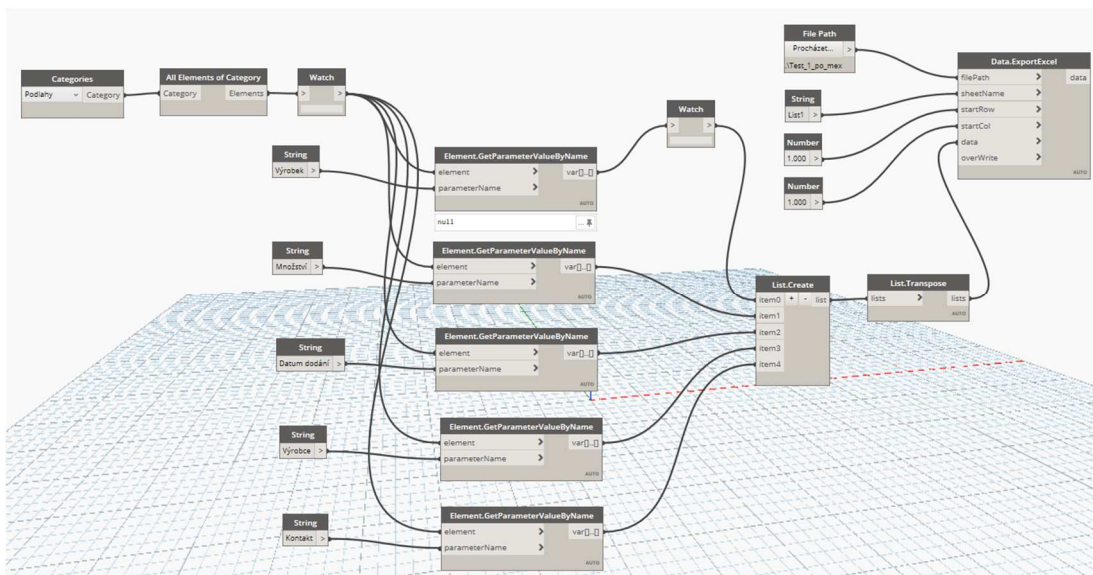 Categories
Podlahy Category
All Elements of Category
Category Elements
Watch
> >
String
Výrobek >
Element.GetParameterValueByName
element > var[]..[]
parameterName >
AUTO
null ...
String
Množství >
Element.GetParameterValueByName
element > var[]..[]
parameterName >
AUTO
String
Datum dodání >
Element.GetParameterValueByName
element > var[]..[]
parameterName >
AUTO
String
Výrobce >
Element.GetParameterValueByName
element > var[]..[]
parameterName >
AUTO
String
Kontakt >
Element.GetParameterValueByName
element > var[]..[]
parameterName >
AUTO
Watch
> >
List.Create
item0 + - list
item1
item2
item3
item4
List.Transpose
lists > lists
AUTO
File Path
Procházet... >
.\Test_1_po_mex
String
List1 >
Number
1.000 >
Number
1.000 >
Data.ExportExcel
filePath > data
sheetName >
startRow >
startCol >
data >
overWrite >
AUTO